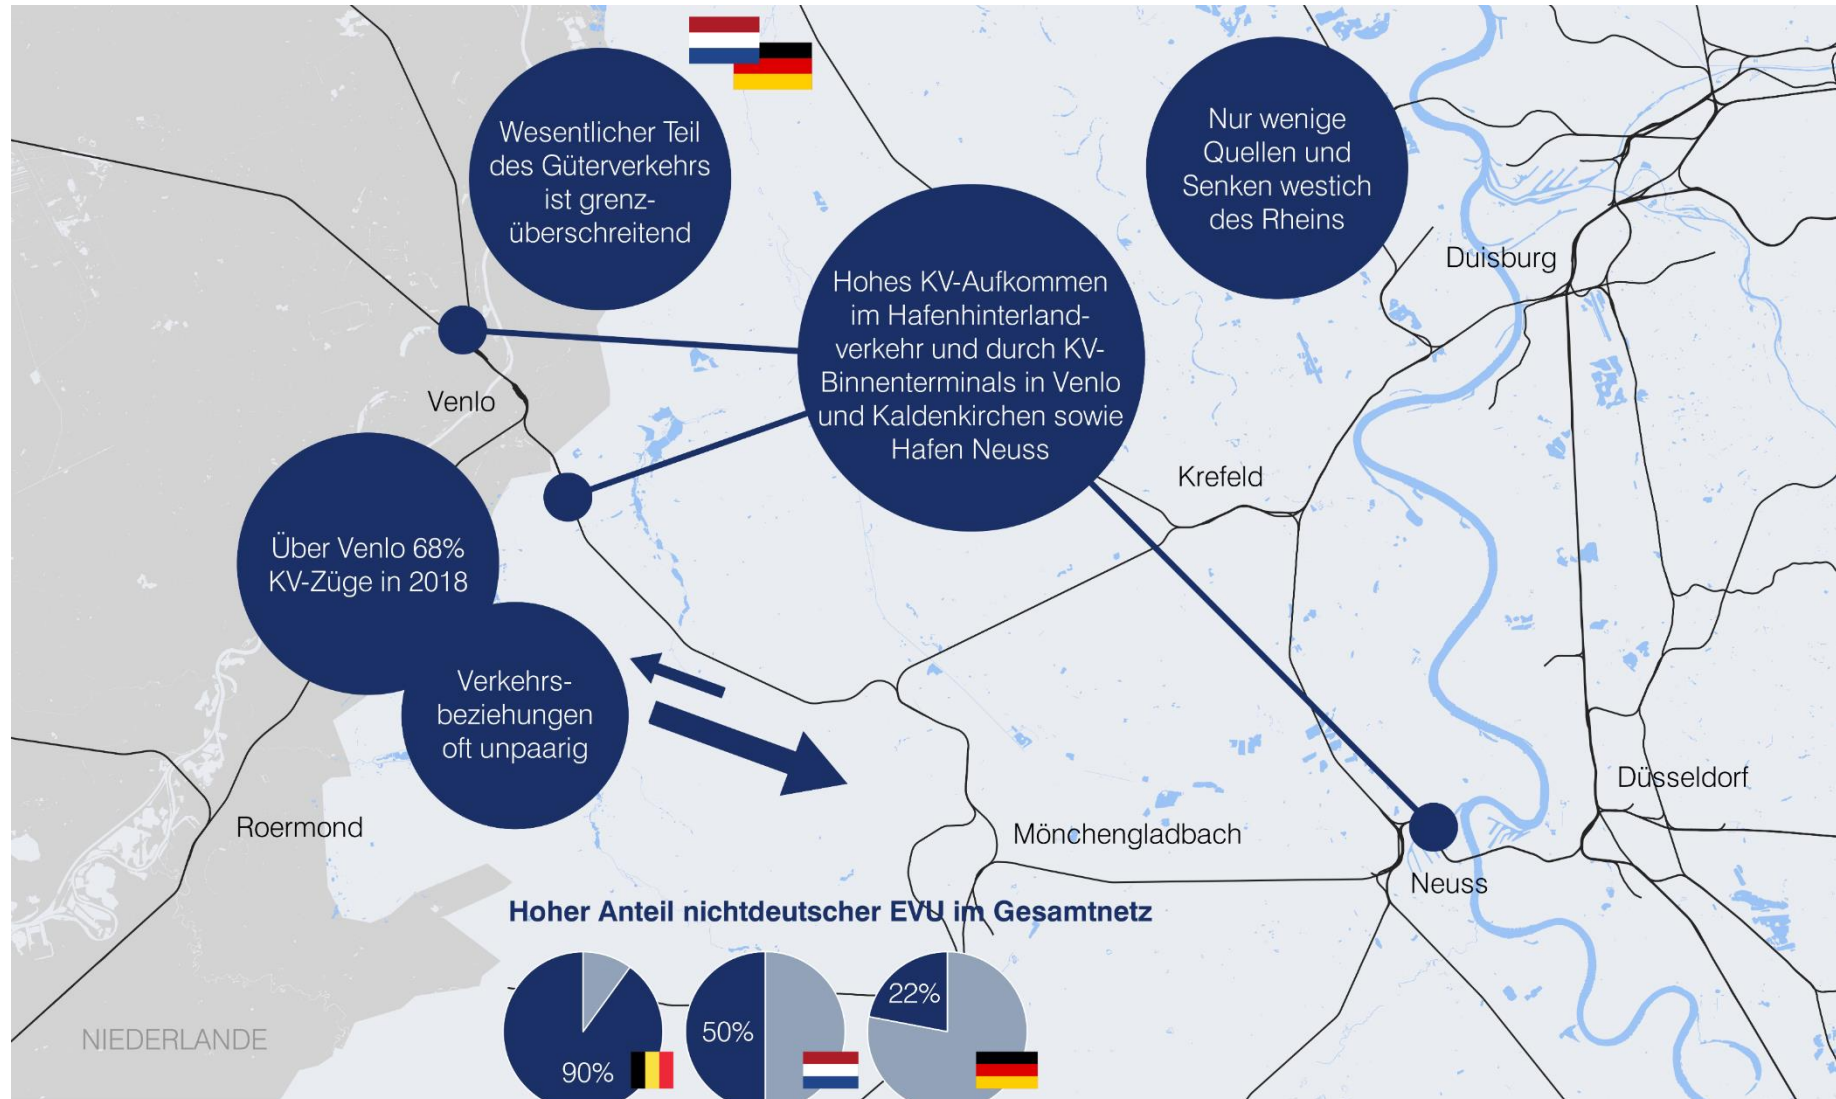 Wesentlicher Teil
des Güterverkehrs
ist grenz-
überschreitend
Nur wenige
Quellen und
Senken westich
des Rheins
Hohes KV-Aufkommen
im Hafenhinterland-
verkehr und durch KV-
Binnenterminals in Venlo
und Kaldenkirchen sowie
Hafen Neuss
Duisburg
Venlo
Krefeld
Über Venlo 68%
KV-Züge in 2018
Verkehrs-
beziehungen
oft unpaarig
Düsseldorf
Roermond
Mönchengladbach
Neuss
Hoher Anteil nichtdeutscher EVU im Gesamtnetz
NIEDERLANDE
90%
50%
22%